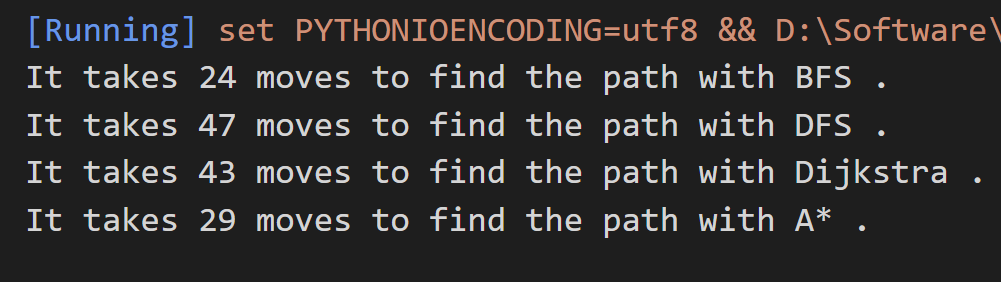 [Running] set PYTHONIOENCODING=utf8 && D:\Software\
It takes 24 moves to find the path with BFS .
It takes 47 moves to find the path with DFS .
It takes 43 moves to find the path with Dijkstra .
It takes 29 moves to find the path with A* .